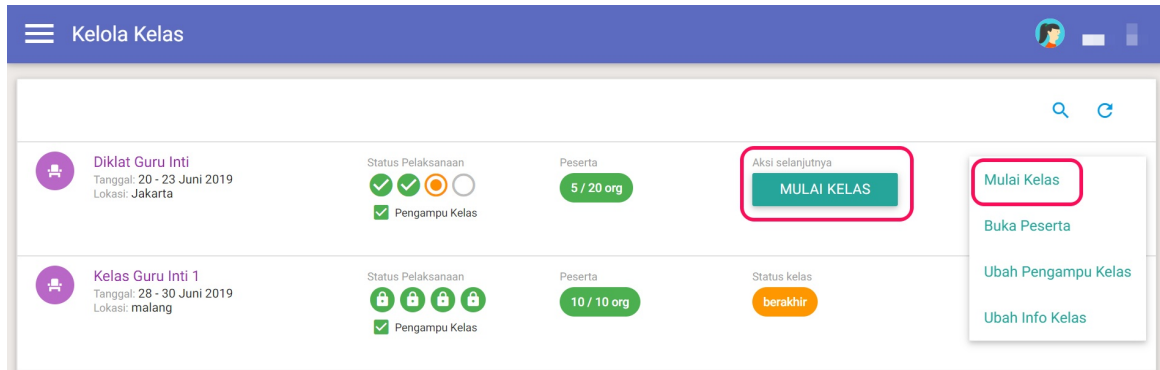 Kelola Kelas
Diklat Guru Inti
Tanggal: 20 - 23 Juni 2019
Lokasi: Jakarta
Status Pelaksanaan
Pengampu Kelas
Peserta
5 / 20 org
Aksi selanjutnya
MULAI KELAS
Mulai Kelas
Buka Peserta
Ubah Pengampu Kelas
Ubah Info Kelas
Kelas Guru Inti 1
Tanggal: 28 - 30 Juni 2019
Lokasi: malang
Status Pelaksanaan
Pengampu Kelas
Peserta
10 / 10 org
Status kelas
berakhir